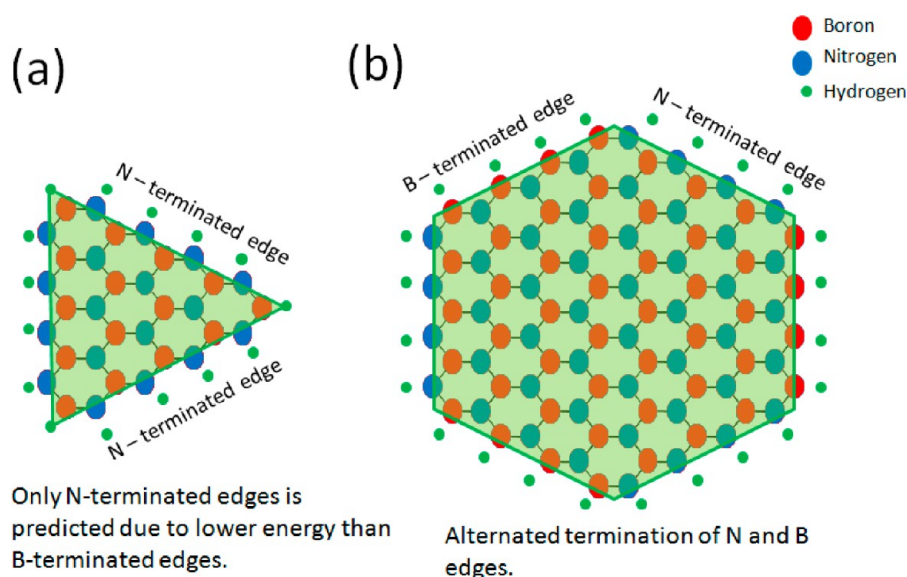 (a)
(b)
Boron
Nitrogen
Hydrogen
N – terminated edge
N – terminated edge
B – terminated edge
N – terminated edge
Only N-terminated edges is
predicted due to lower energy than
B-terminated edges.
Alternated termination of N and B
edges.